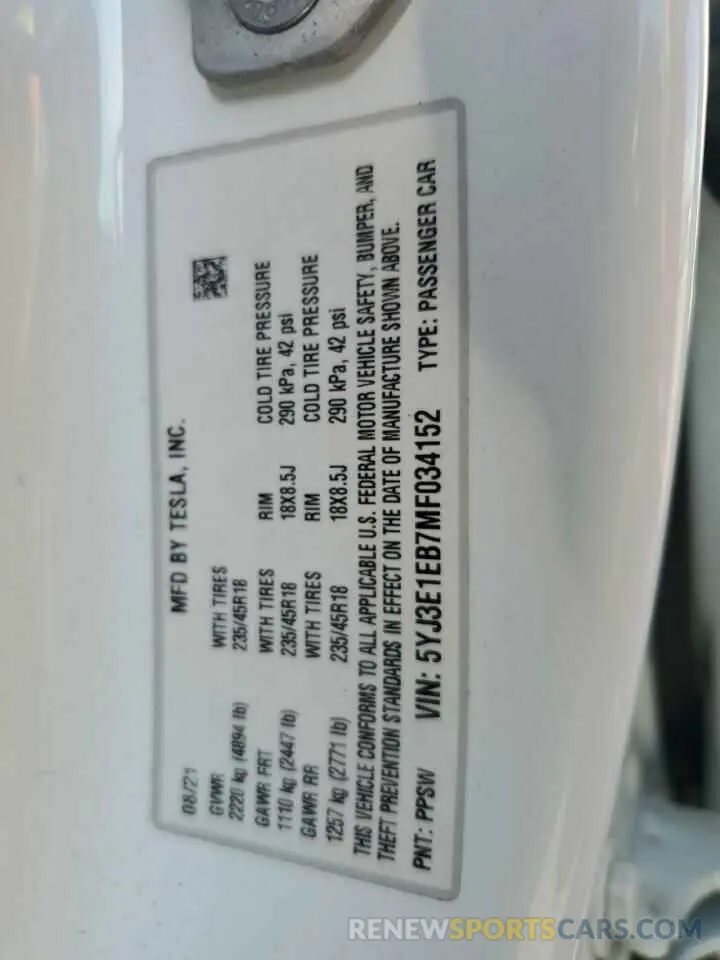 MFD BY TESLA, INC.
08/21
GVWR WITH TIRES
2220 kg (4894 lb) 235/45R18
GAWR FRT WITH TIRES RIM COLD TIRE PRESSURE
1110 kg (2447 lb) 235/45R18 18X8.5J 290 kPa, 42 psi
GAWR RR WITH TIRES RIM COLD TIRE PRESSURE
1257 kg (2771 lb) 235/45R18 18X8.5J 290 kPa, 42 psi
THIS VEHICLE CONFORMS TO ALL APPLICABLE U.S. FEDERAL MOTOR VEHICLE SAFETY, BUMPER, AND
THEFT PREVENTION STANDARDS IN EFFECT ON THE DATE OF MANUFACTURE SHOWN ABOVE.
PNT: PPSW VIN: 5YJ3E1EB7MF034152 TYPE: PASSENGER CAR
RENEWSPORTSCARS.COM